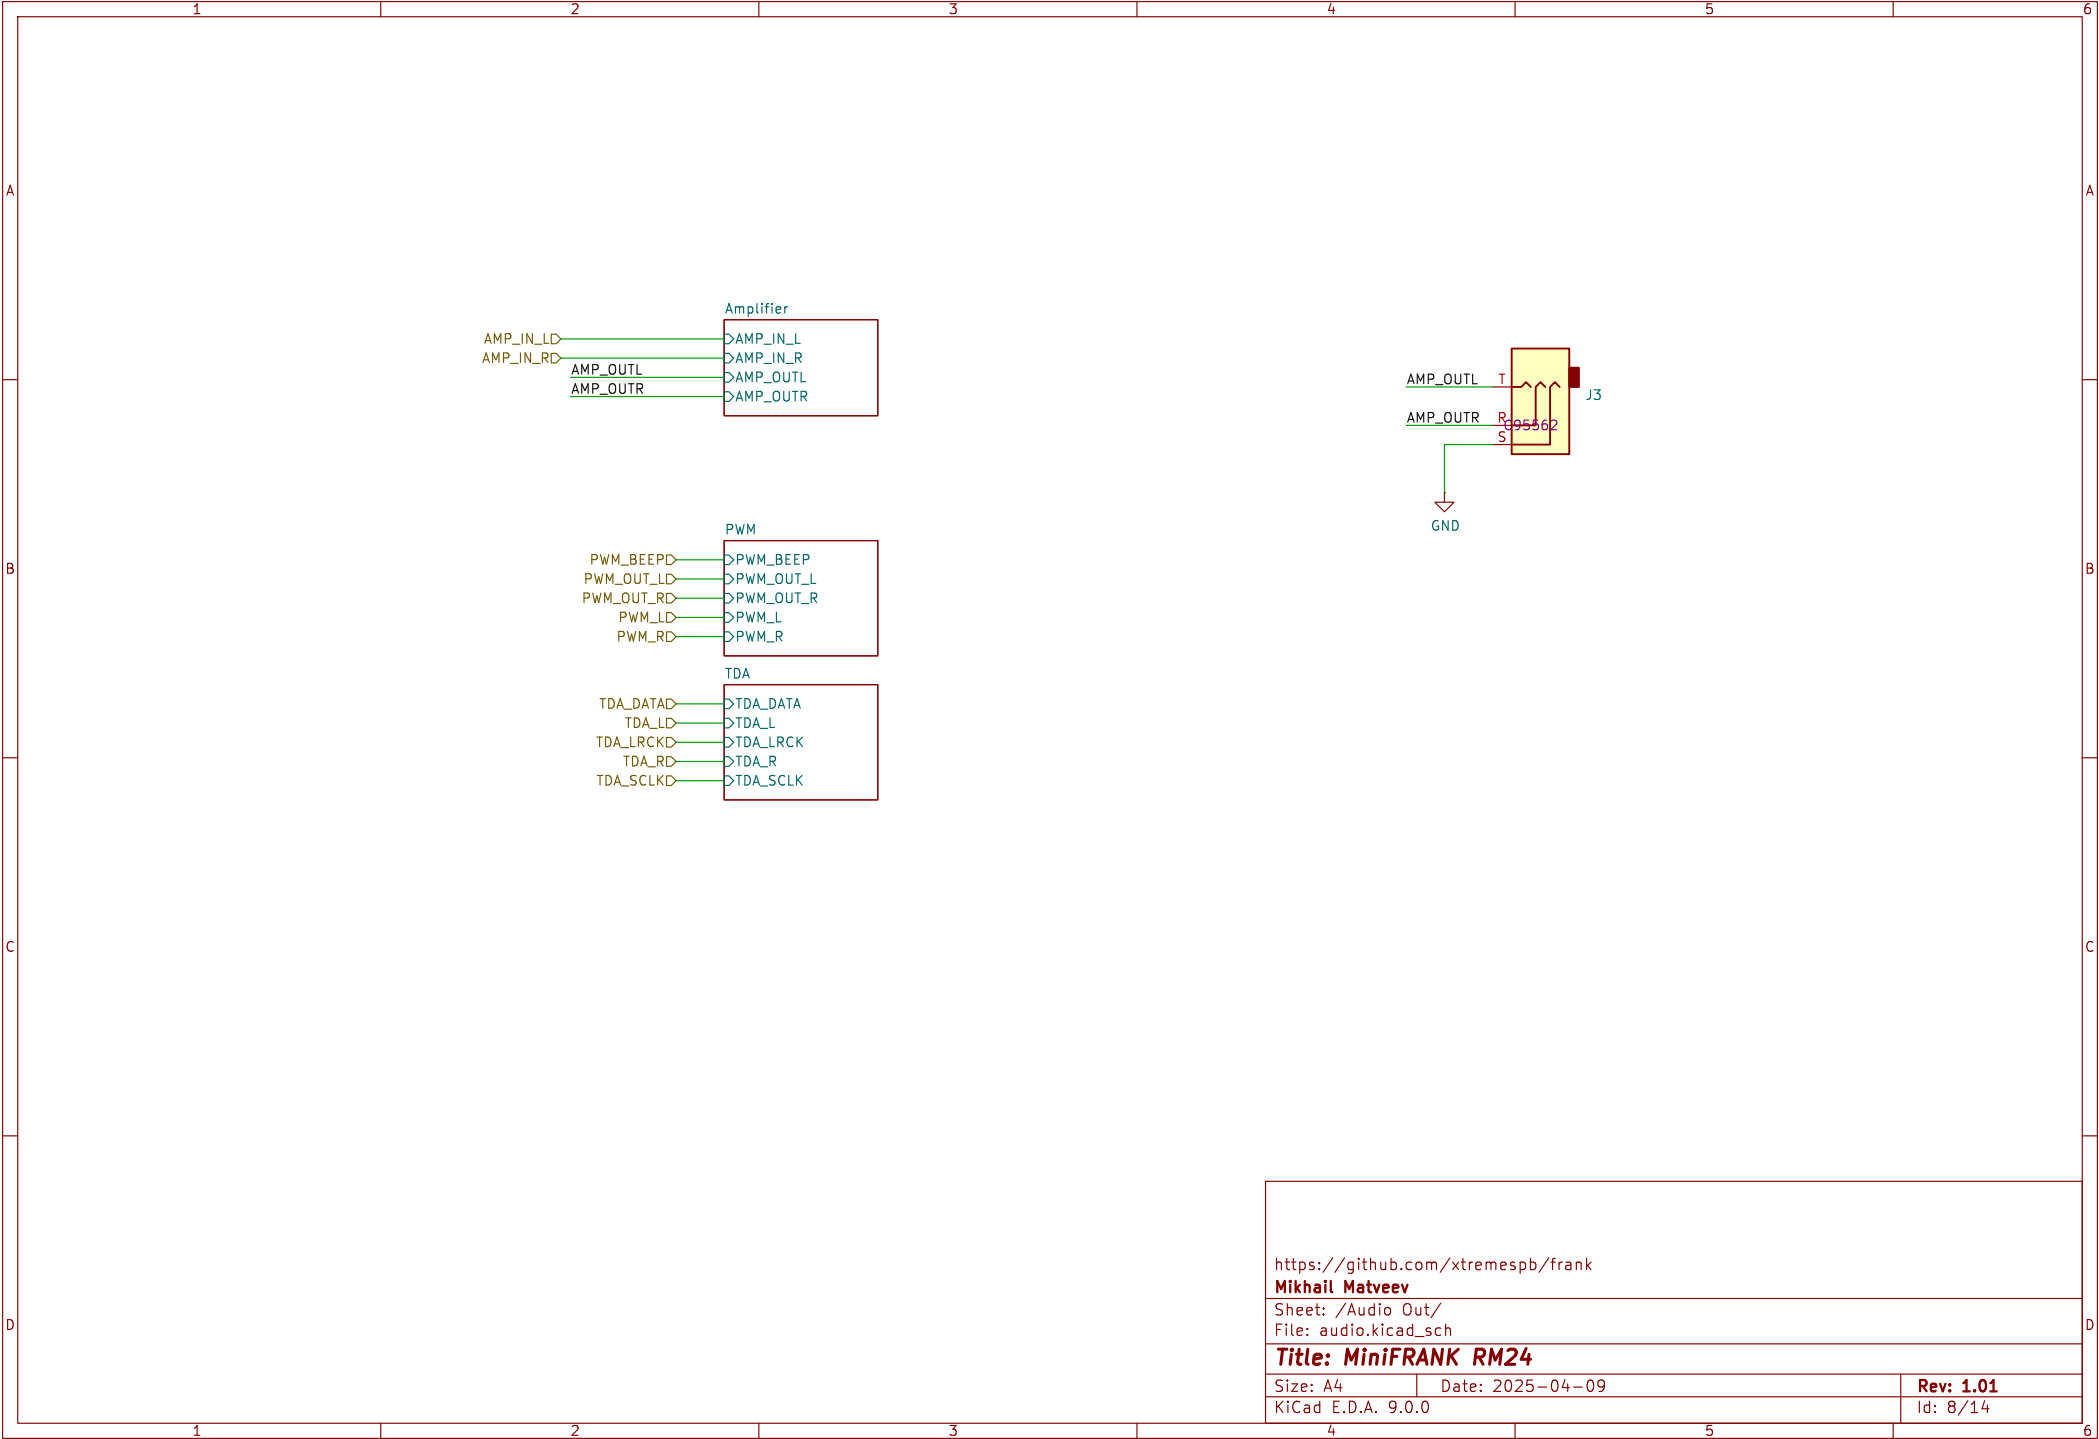 1 2 3 4 5 6
A A
Amplifier
AMP_IN_L AMP_IN_L
AMP_IN_R AMP_IN_R
AMP_OUTL AMP_OUTL
AMP_OUTR AMP_OUTR
AMP_OUTL T
J3
AMP_OUTR R
C95562
S
GND
PWM
PWM_BEEP PWM_BEEP
B B
PWM_OUT_L PWM_OUT_L
PWM_OUT_R PWM_OUT_R
PWM_L PWM_L
PWM_R PWM_R
TDA
TDA_DATA TDA_DATA
TDA_L TDA_L
TDA_LRCK TDA_LRCK
TDA_R TDA_R
TDA_SCLK TDA_SCLK
C C
https://github.com/xtremespb/frank
Mikhail Matveev
Sheet: /Audio Out/
File: audio.kicad_sch
D D
Title: MiniFRANK RM24
Size: A4 Date: 2025-04-09 Rev: 1.01
KiCad E.D.A. 9.0.0 Id: 8/14
1 2 3 4 5 6